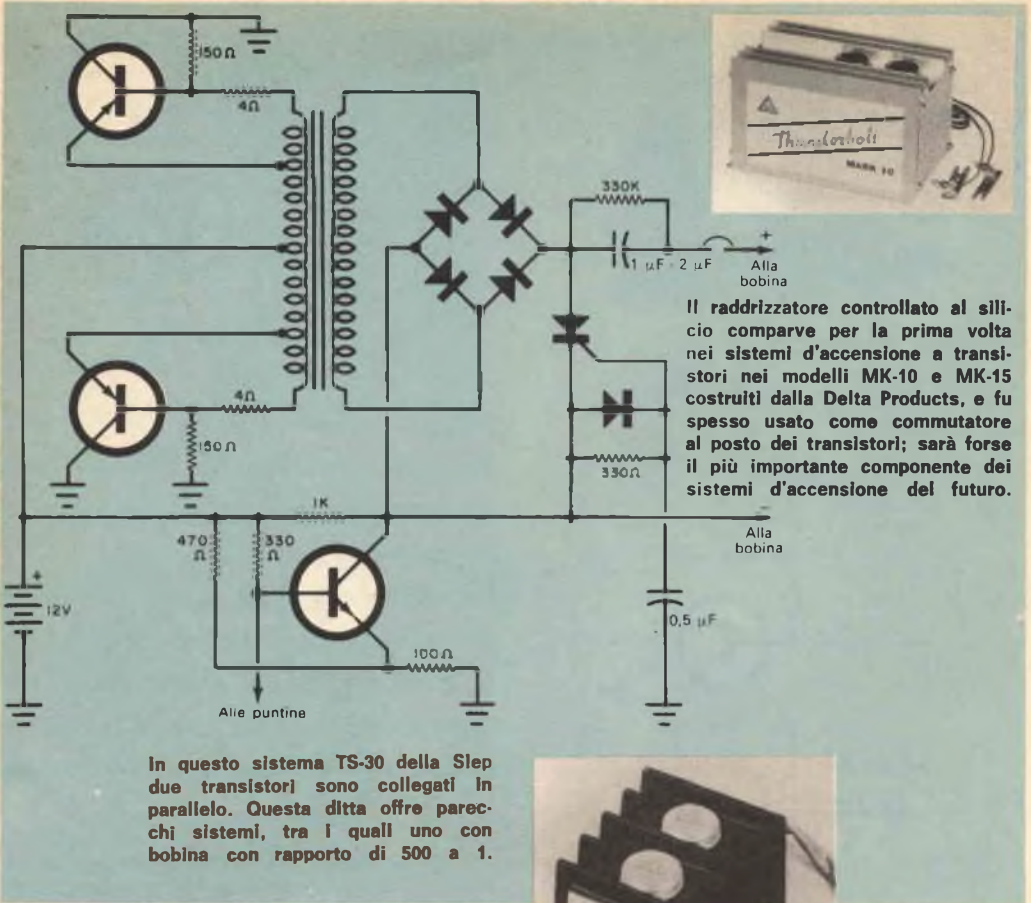 150Ω
4Ω
Thunderbolt
MARK 10
330K
1 µF - 2 µF
+
Alla
bobina
Il raddrizzatore controllato al sili-
cio comparve per la prima volta
nei sistemi d'accensione a transi-
stori nei modelli MK-10 e MK-15
costruiti dalla Delta Products, e fu
spesso usato come commutatore
al posto dei transistori; sarà forse
il più importante componente dei
sistemi d'accensione del futuro.
4Ω
150Ω
330Ω
1K
470
Ω
330
Ω
-
Alla
bobina
+
12V
0,5 µF
100Ω
Alle puntine
In questo sistema TS-30 della Slep
due transistori sono collegati in
parallelo. Questa ditta offre parec-
chi sistemi, tra i quali uno con
bobina con rapporto di 500 a 1.